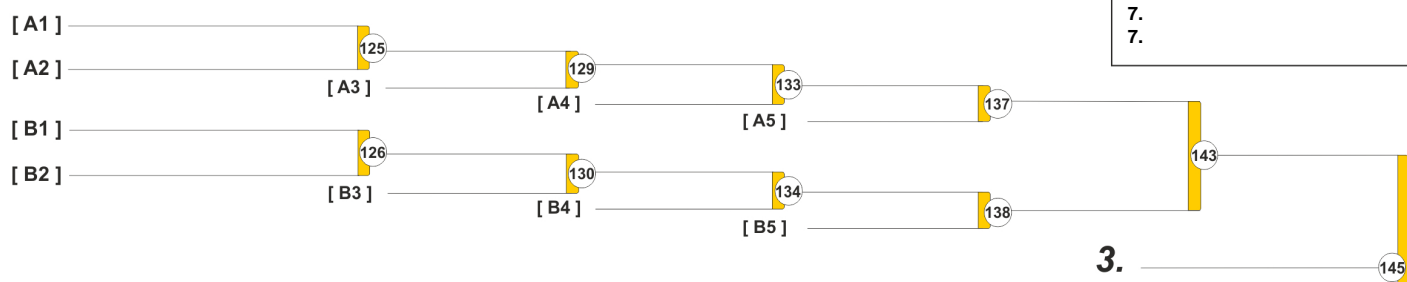 7.
7.
[ A1 ]
125
[ A2 ]
129
[ A3 ]
133
[ A4 ]
137
[ A5 ]
[ B1 ]
126
143
[ B2 ]
130
[ B3 ]
134
[ B4 ]
138
[ B5 ]
3.
145